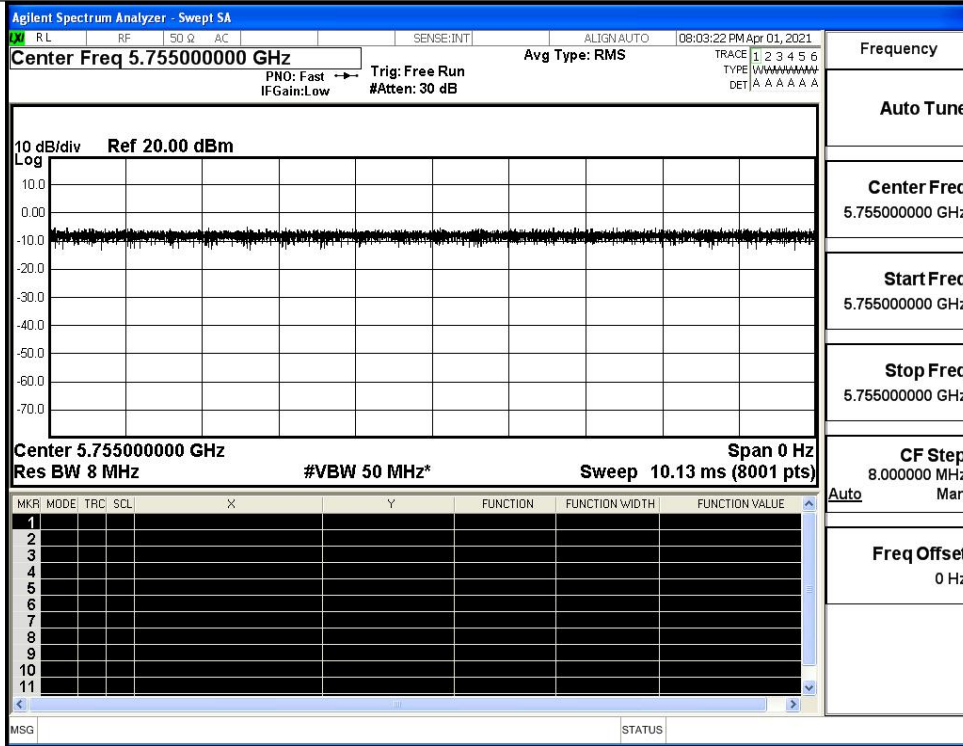 Agilent Spectrum Analyzer - Swept SA
LXI RL RF 50 Ω AC SENSE:INT ALIGN AUTO 08:03:22 PM Apr 01, 2021
Center Freq 5.755000000 GHz
PNO: Fast
IFGain:Low
Trig: Free Run
#Atten: 30 dB
Avg Type: RMS
TRACE 1 2 3 4 5 6
TYPE WWWWWW
DET A A A A A A
10 dB/div Ref 20.00 dBm
Log
10.0
0.00
-10.0
-20.0
-30.0
-40.0
-50.0
-60.0
-70.0
Center 5.755000000 GHz Span 0 Hz
Res BW 8 MHz #VBW 50 MHz* Sweep 10.13 ms (8001 pts)
MKR MODE TRC SCL X Y FUNCTION FUNCTION WIDTH FUNCTION VALUE
1
2
3
4
5
6
7
8
9
10
11
MSG STATUS
Frequency
Auto Tune
Center Freq
5.755000000 GHz
Start Freq
5.755000000 GHz
Stop Freq
5.755000000 GHz
CF Step
8.000000 MHz
Auto Man
Freq Offset
0 Hz